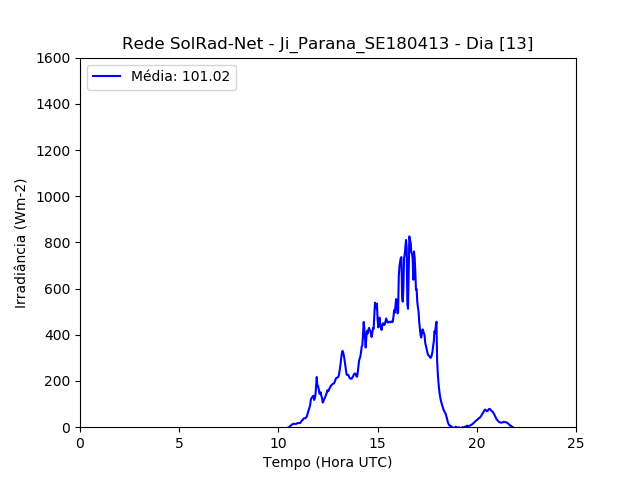 Rede SolRad-Net - Ji_Parana_SE180413 - Dia [13]
Média: 101.02
Irradiância (Wm-2)
1600
1400
1200
1000
800
600
400
200
0
0 5 10 15 20 25
Tempo (Hora UTC)